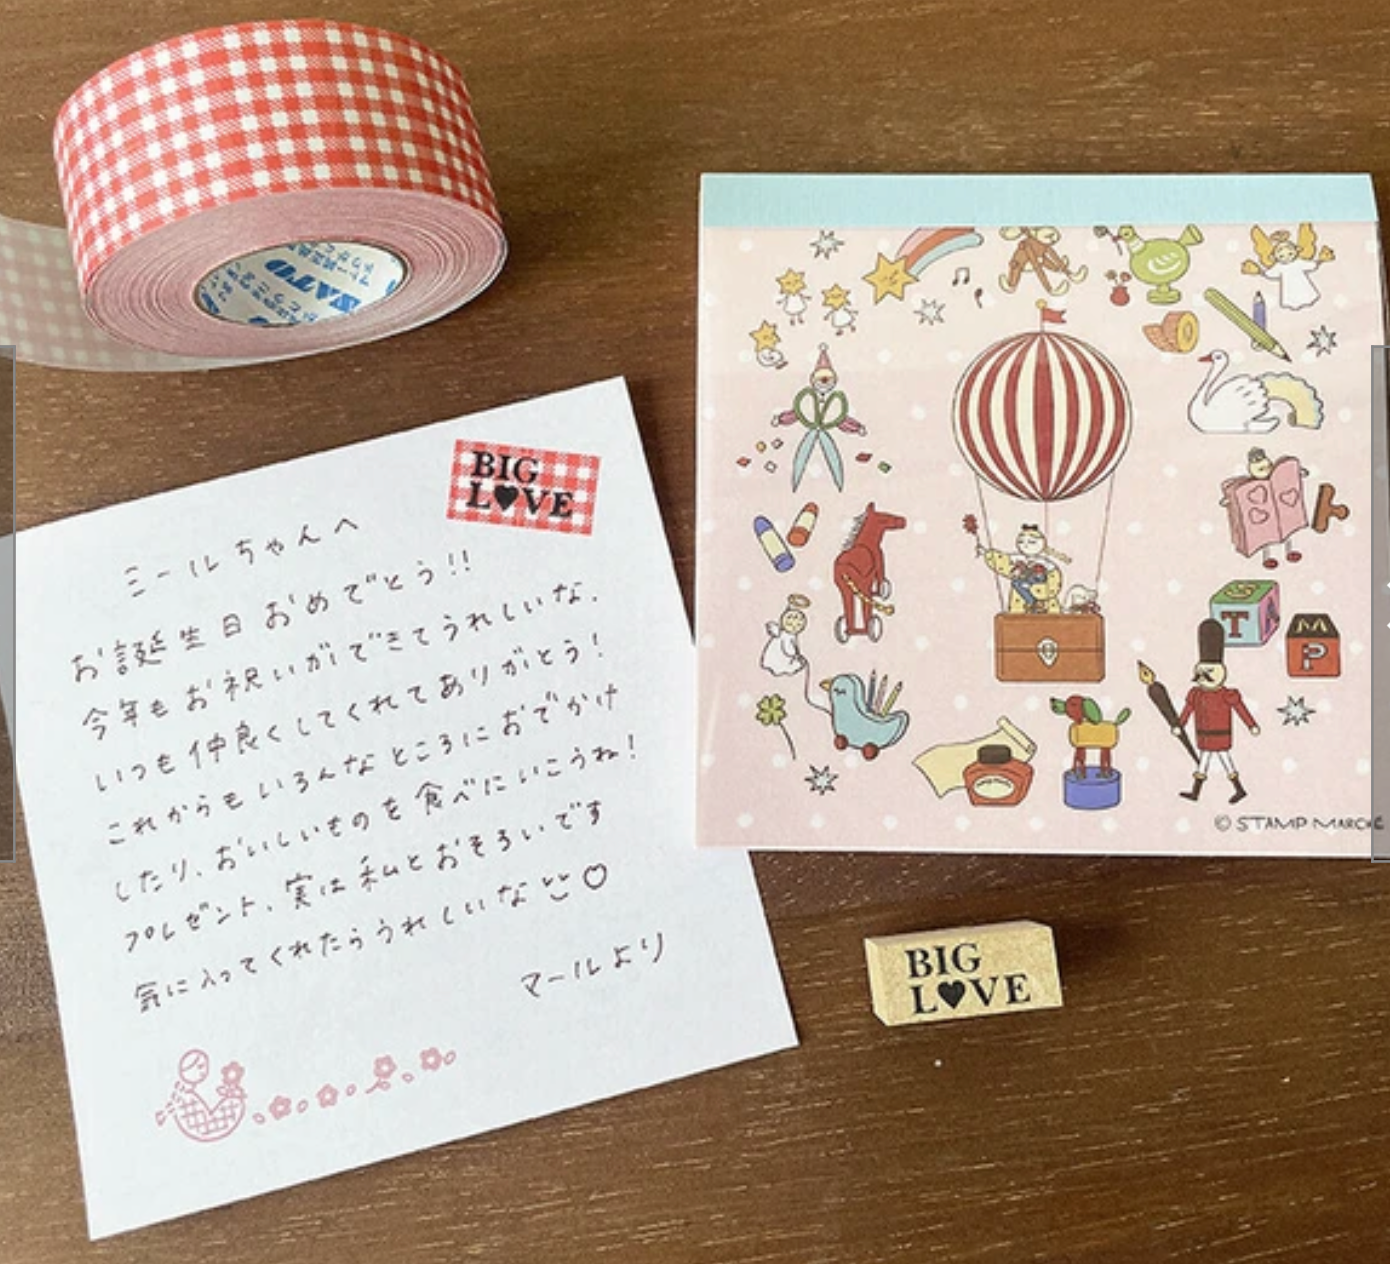 SATO
BIG
LOVE
ミールちゃんへ
お誕生日おめでとう!!
今年もお祝いができてうれしいな.
いつも仲良くしてくれてありがとう!
これからもいろんなところにおでかけ
したり、おいしいものを食べにいこうね!
プレゼント、実は私とおそろいです
気に入ってくれたらうれしいな
マールより
S
T
A
M
P
© STAMP MARCHÉ
BIG
L♥VE